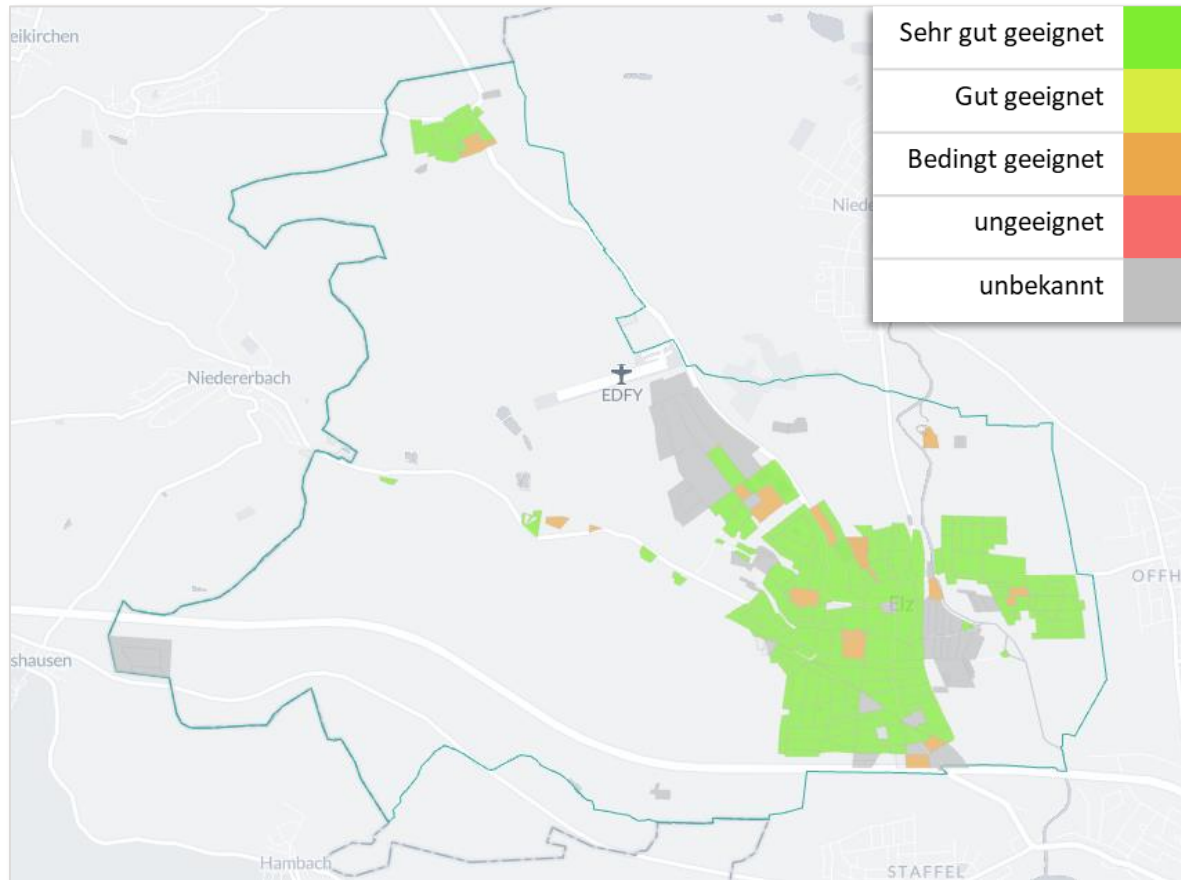 eikirchen
Sehr gut geeignet
Gut geeignet
Bedingt geeignet
Niede
ungeeignet
unbekannt
Niedererbach
EDFY
OFFH
Elz
shausen
Hambach
STAFFEL